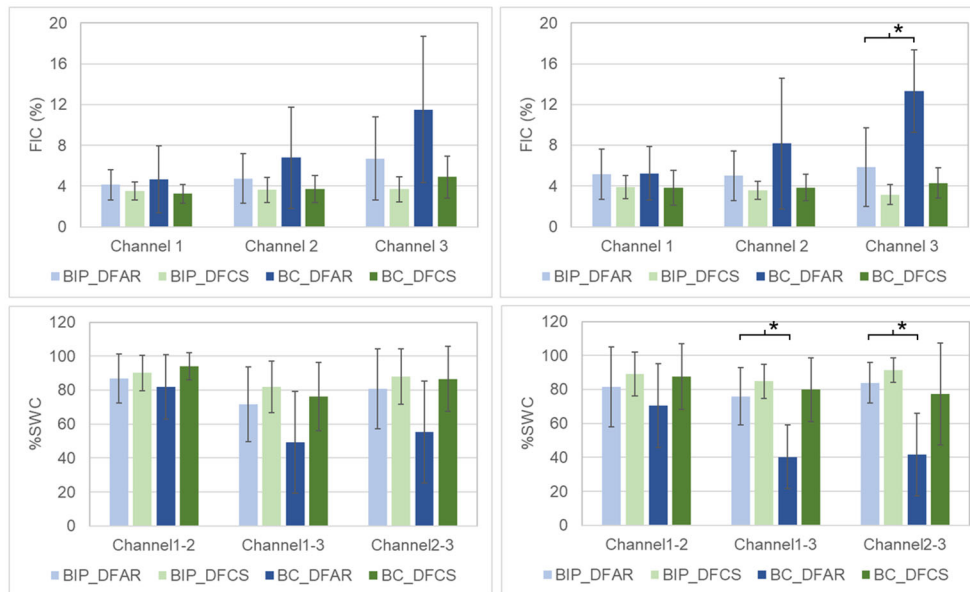 20
16
12
8
4
0
FIC (%)
Channel 1 Channel 2 Channel 3
BIP_DFAR BIP_DFCS BC_DFAR BC_DFCS
20
16
12
8
4
0
FIC (%)
*
Channel 1 Channel 2 Channel 3
BIP_DFAR BIP_DFCS BC_DFAR BC_DFCS
120
100
80
60
40
20
0
%SWC
Channel1-2 Channel1-3 Channel2-3
BIP_DFAR BIP_DFCS BC_DFAR BC_DFCS
120
100
80
60
40
20
0
%SWC
* *
Channel1-2 Channel1-3 Channel2-3
BIP_DFAR BIP_DFCS BC_DFAR BC_DFCS